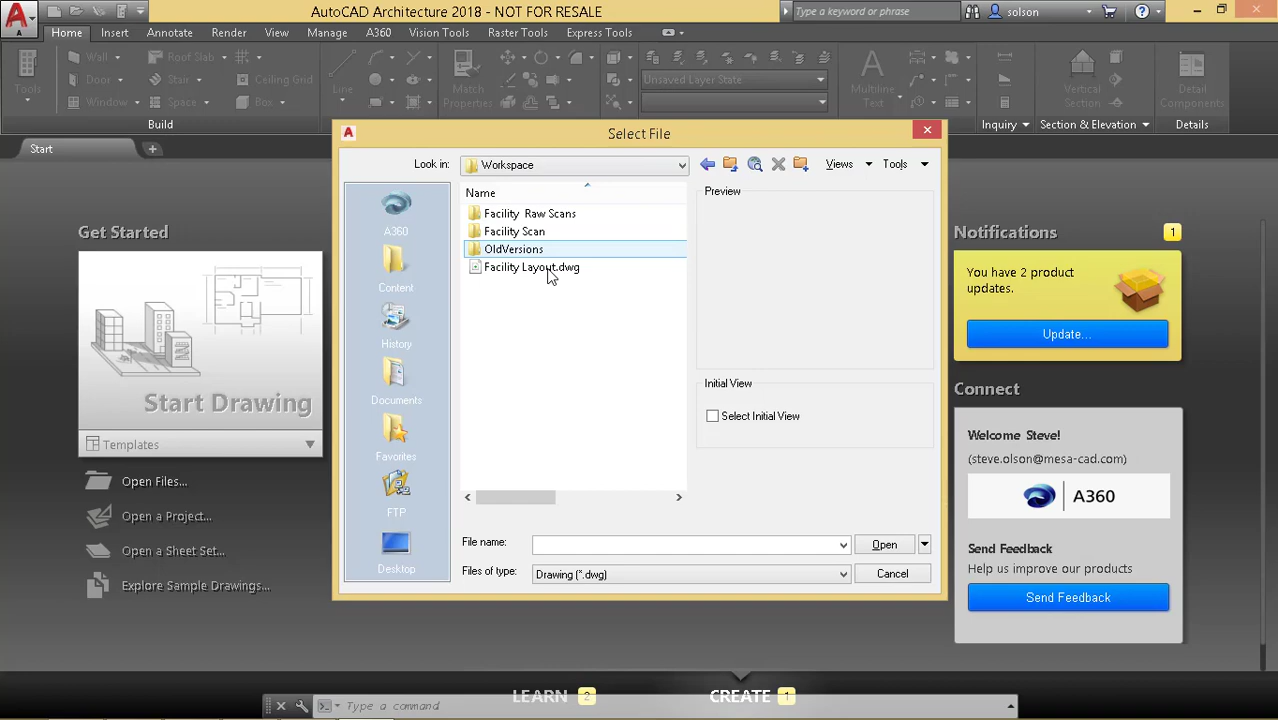 AutoCAD Architecture 2018 - NOT FOR RESALE
Type a keyword or phrase
solson
Home
Insert
Annotate
Render
View
Manage
A360
Vision Tools
Raster Tools
Express Tools
Tools
Wall
Door
Window
Roof Slab
Stair
Space
Ceiling Grid
Box
Build
Line
Match
Properties
Unsaved Layer State
Multiline
Text
Inquiry
Vertical
Section
Section & Elevation
Detail
Components
Details
Start
Select File
Look in:
Workspace
Views
Tools
Name
Facility Raw Scans
Facility Scan
OldVersions
Facility Layout.dwg
A360
Content
History
Documents
Favorites
FTP
Desktop
Preview
Initial View
Select Initial View
File name:
Open
Files of type:
Drawing (*.dwg)
Cancel
Get Started
Start Drawing
Templates
Open Files...
Open a Project...
Open a Sheet Set...
Explore Sample Drawings...
Notifications
1
You have 2 product
updates.
Update...
Connect
Welcome Steve!
(steve.olson@mesa-cad.com)
A360
Send Feedback
Help us improve our products
Send Feedback
LEARN
2
CREATE
1
Type a command